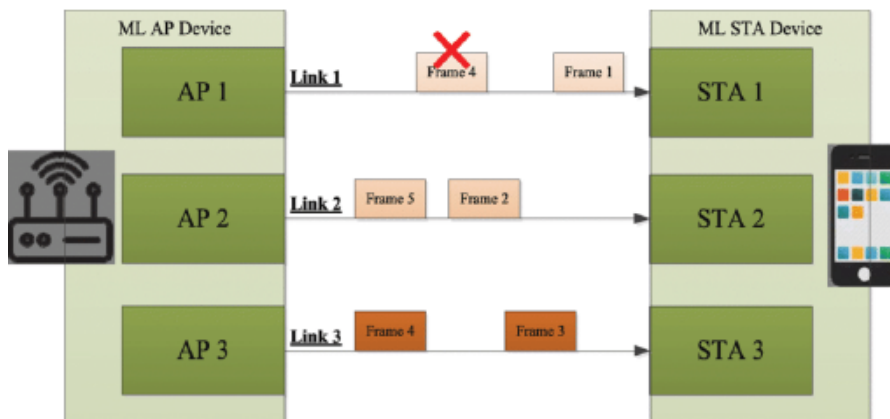 ML AP Device
ML STA Device
AP 1
Link 1
Frame 4
Frame 1
STA 1
AP 2
Link 2
Frame 5
Frame 2
STA 2
AP 3
Link 3
Frame 4
Frame 3
STA 3